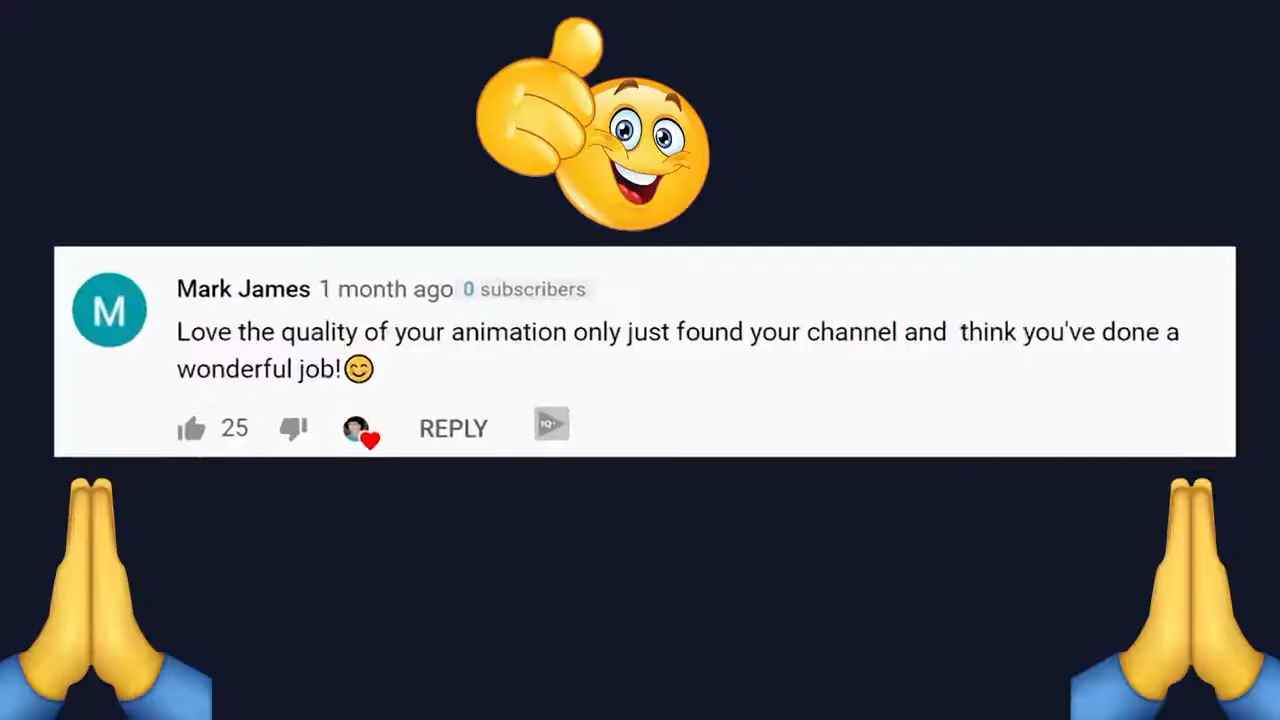 M
Mark James 1 month ago 0 subscribers
Love the quality of your animation only just found your channel and  think you've done a
wonderful job!😊
25 REPLY IQ+